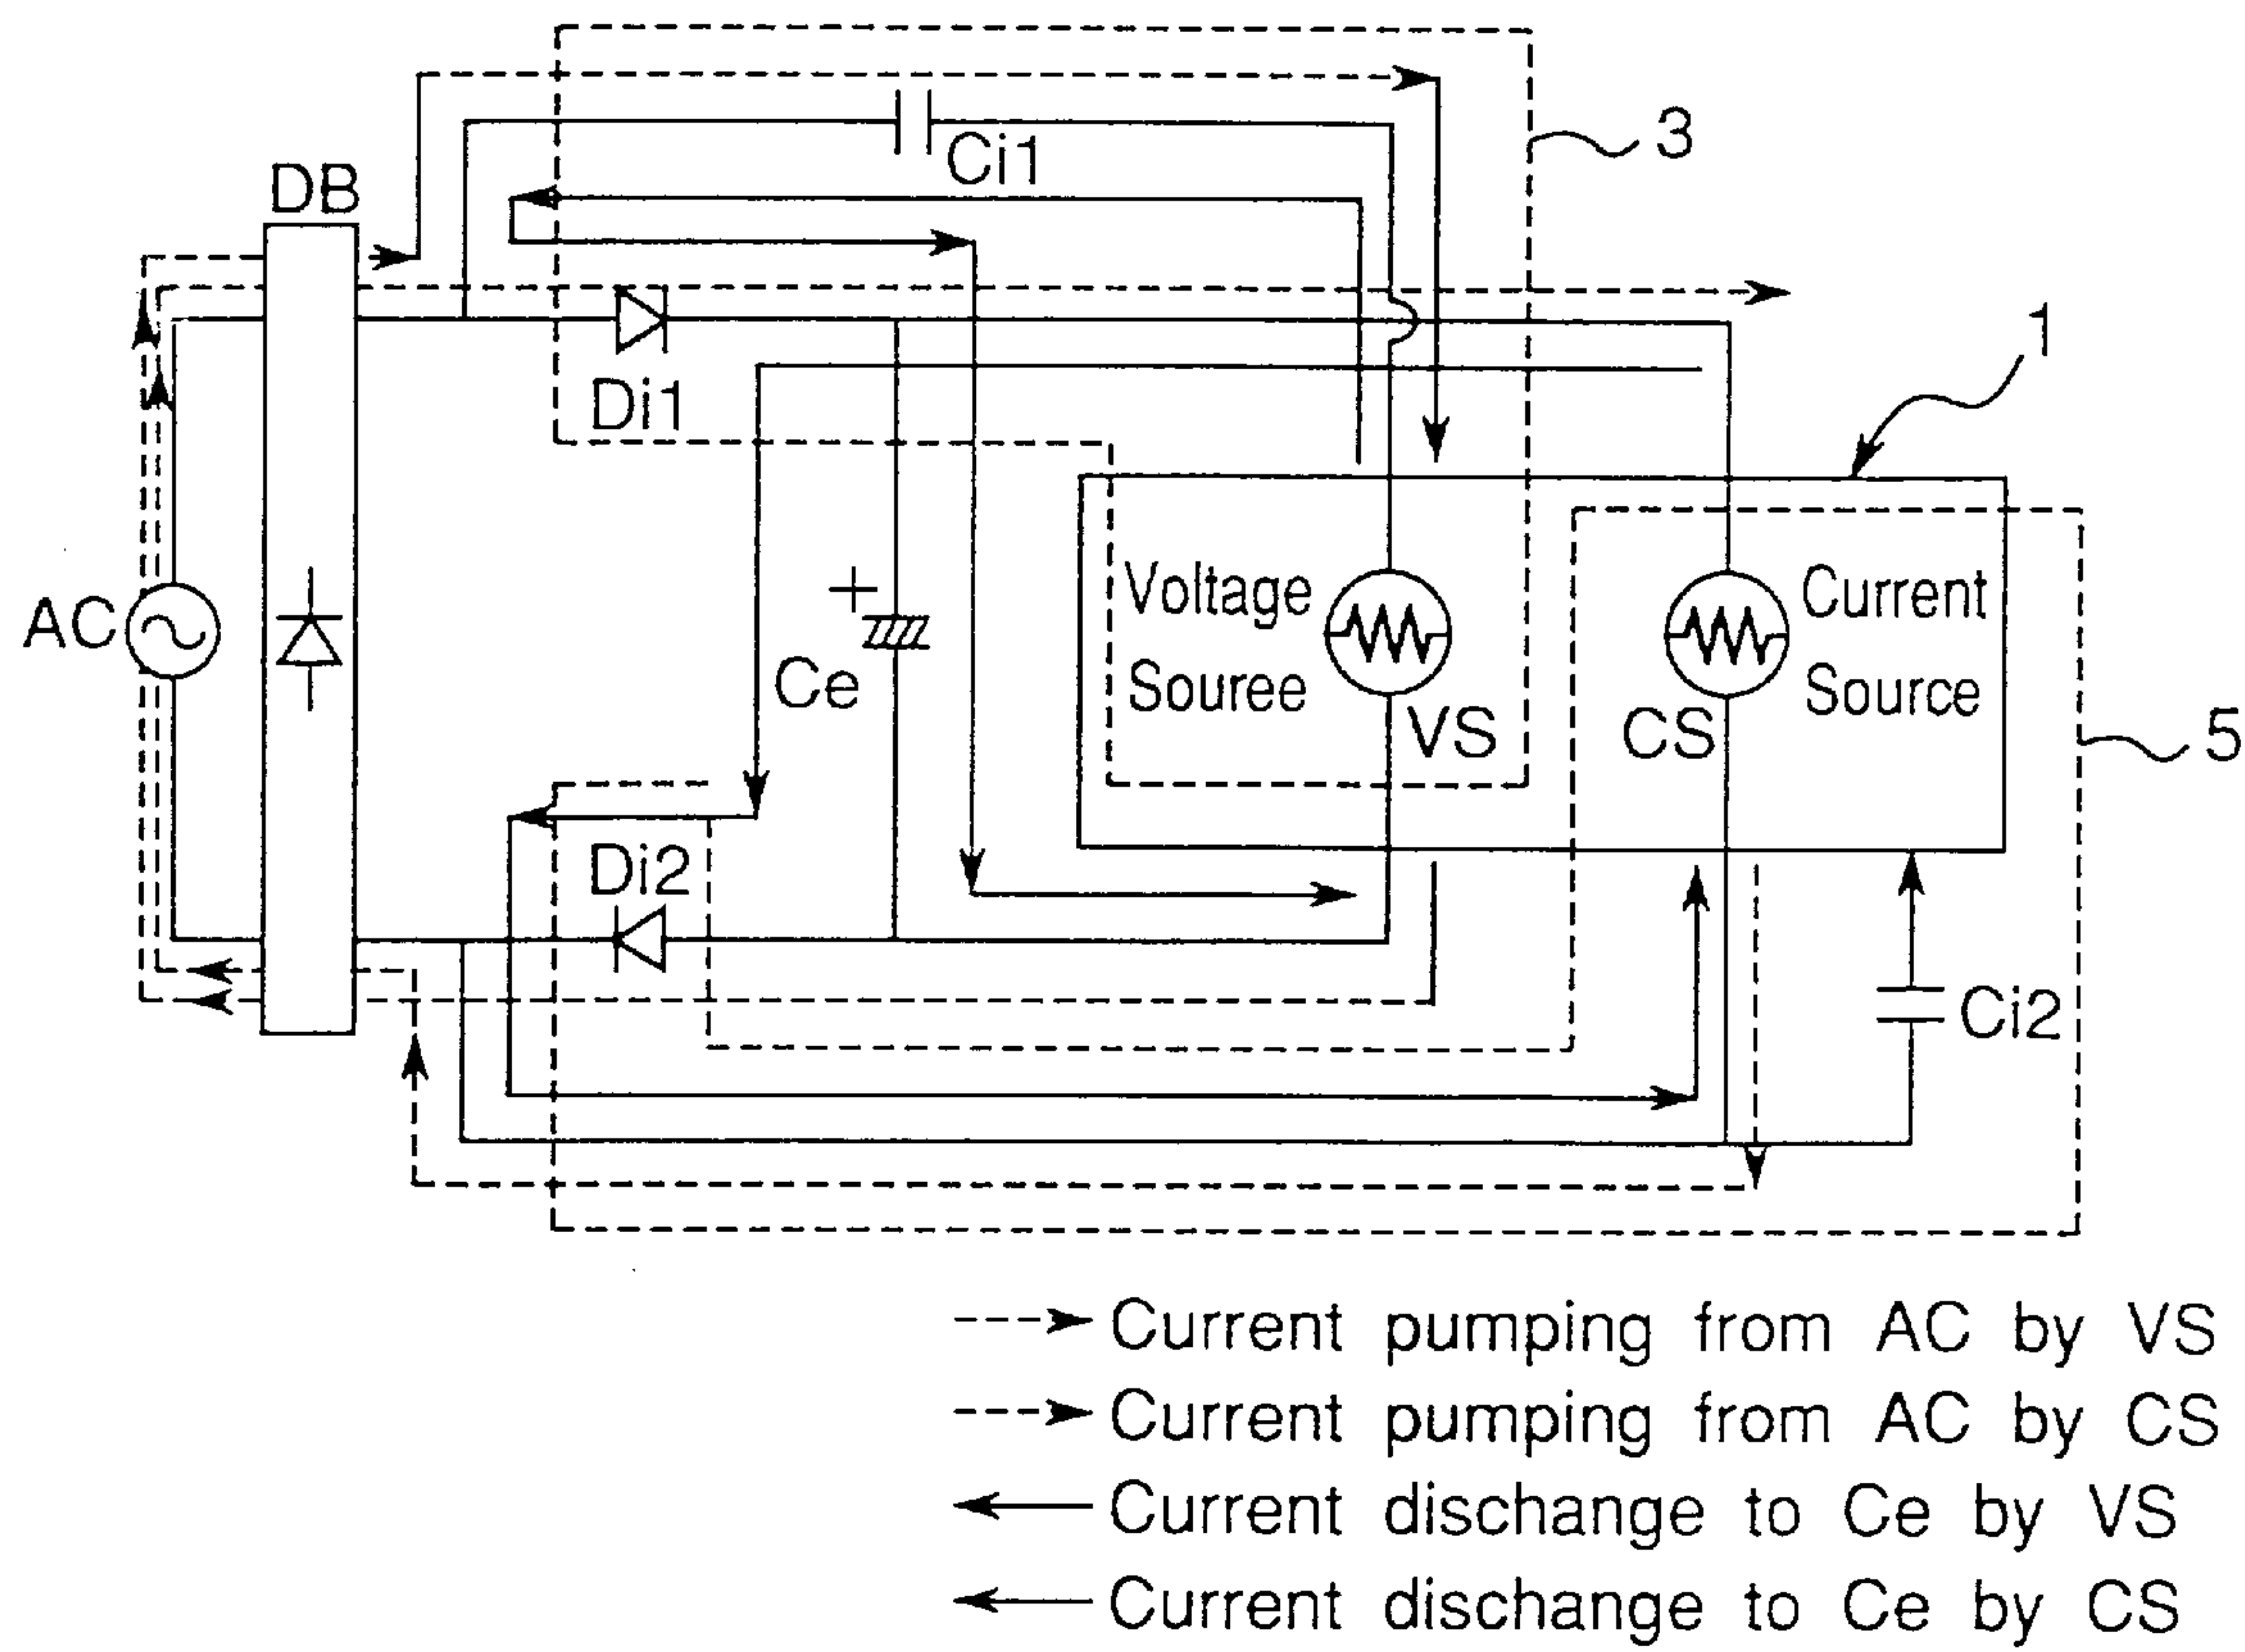 3
Ci1
DB
1
Di1
AC
+
Ce
Voltage
Souree
VS
Current
Source
CS
5
Di2
Ci2
Current pumping from AC by VS
Current pumping from AC by CS
Current dischange to Ce by VS
Current dischange to Ce by CS